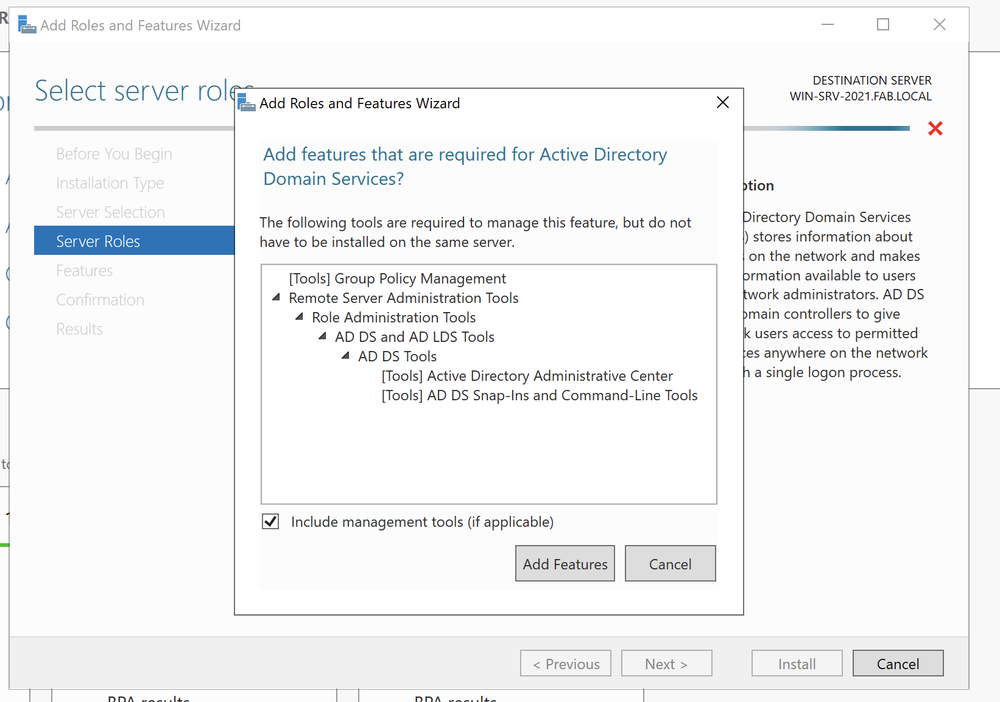 Add Roles and Features Wizard
Select server roles
DESTINATION SERVER
WIN-SRV-2021.FAB.LOCAL
Before You Begin
Installation Type
Server Selection
Server Roles
Features
Confirmation
Results
Add Roles and Features Wizard
Add features that are required for Active Directory
Domain Services?
The following tools are required to manage this feature, but do not
have to be installed on the same server.
[Tools] Group Policy Management
Remote Server Administration Tools
Role Administration Tools
AD DS and AD LDS Tools
AD DS Tools
[Tools] Active Directory Administrative Center
[Tools] AD DS Snap-Ins and Command-Line Tools
Include management tools (if applicable)
Add Features
Cancel
Directory Domain Services
stores information about
on the network and makes
available to users
administrators. AD DS
controllers to give
users access to permitted
anywhere on the network
a single logon process.
< Previous
Next >
Install
Cancel
BPA results
BPA results